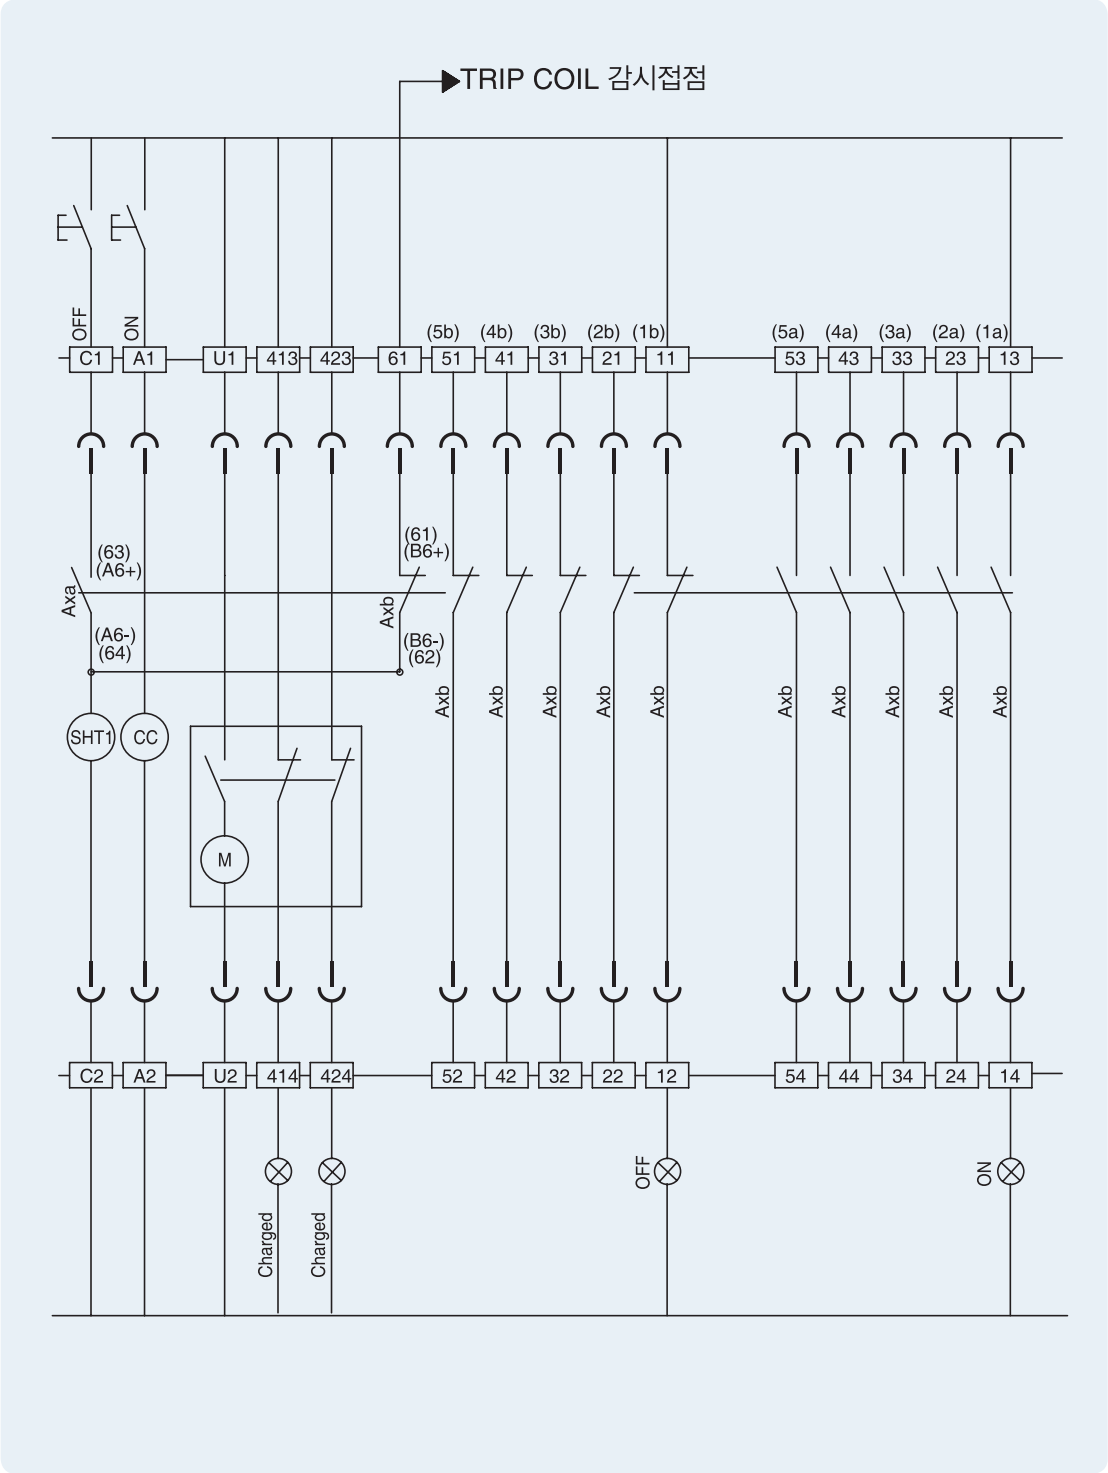 TRIP COIL 감시접점
OFF
ON
(5b)
(4b)
(3b)
(2b)
(1b)
(5a)
(4a)
(3a)
(2a)
(1a)
C1
A1
U1
413
423
61
51
41
31
21
11
53
43
33
23
13
(63)
(A6+)
(61)
(B6+)
Axa
Axb
(A6-)
(64)
(B6-)
(62)
Axb
Axb
Axb
Axb
Axb
Axb
Axb
Axb
Axb
Axb
SHT1
CC
M
C2
A2
U2
414
424
52
42
32
22
12
54
44
34
24
14
Charged
Charged
OFF
ON